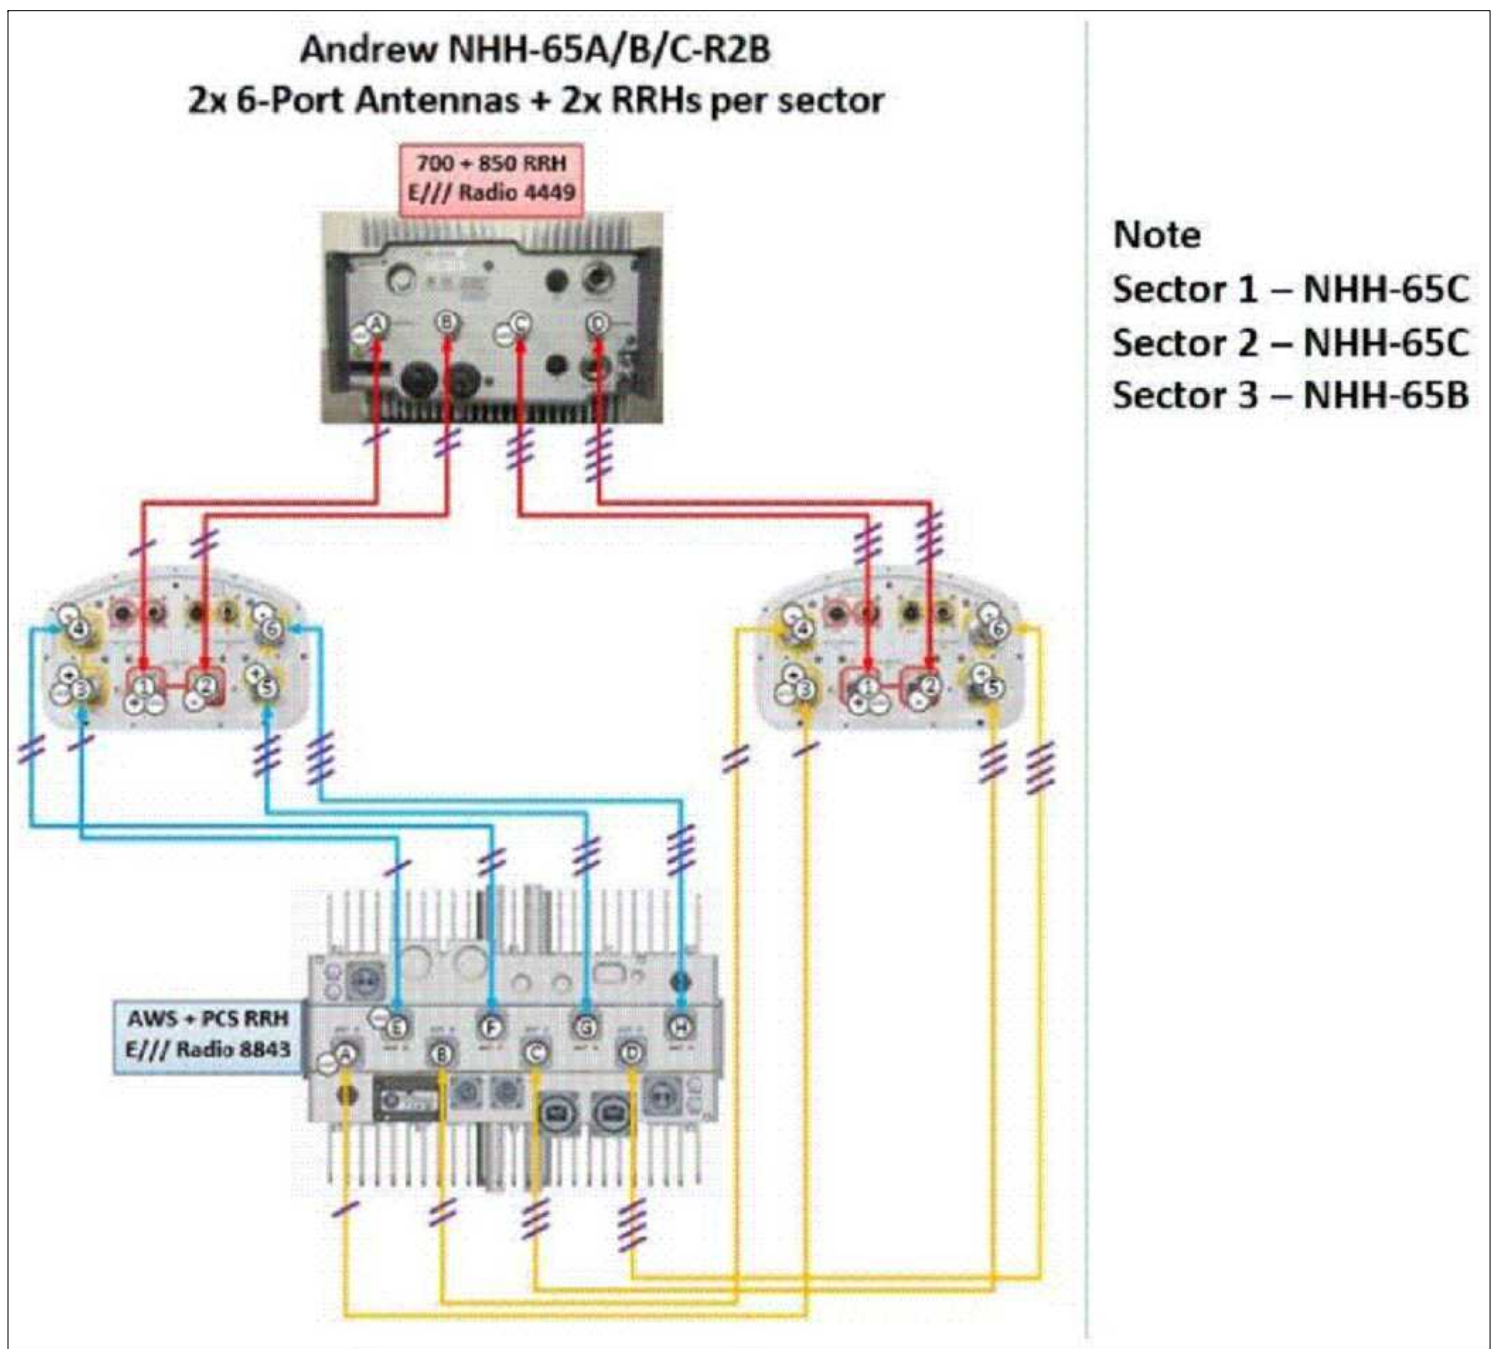 Andrew NHH-65A/B/C-R2B
2x 6-Port Antennas + 2x RRHs per sector
700 + 850 RRH
E/// Radio 4449
A
B
C
D
Note
Sector 1 – NHH-65C
Sector 2 – NHH-65C
Sector 3 – NHH-65B
-
4
-
6
+
3
1
+
2
-
+
5
-
4
-
6
+
3
1
+
2
-
+
5
AWS + PCS RRH
E/// Radio 8843
E
F
G
H
A
B
C
D